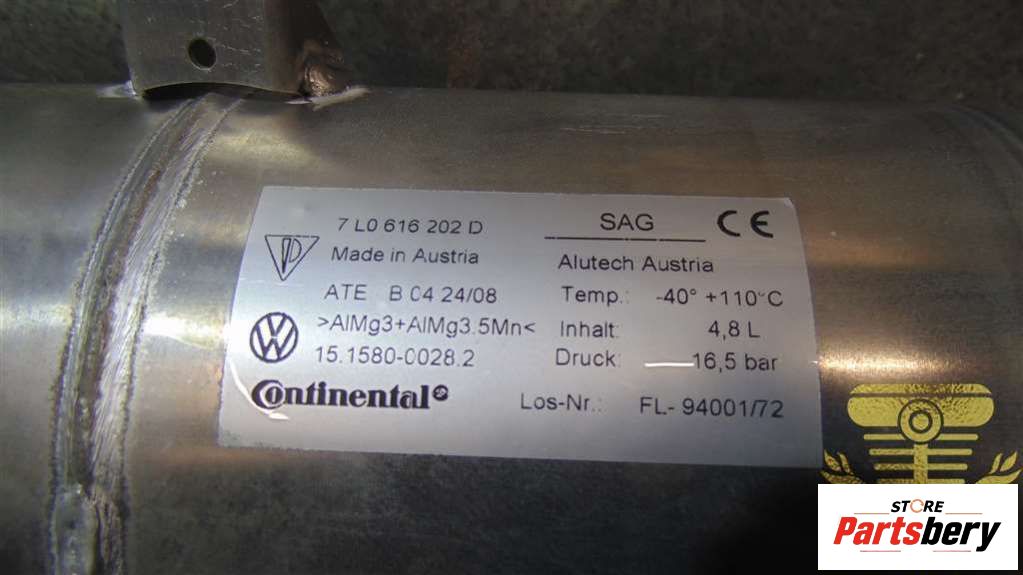 7 L0 616 202 D
Made in Austria
ATE B 04 24/08
>AlMg3+AlMg3.5Mn<
15.1580-0028.2
Continental
SAG CE
Alutech Austria
Temp.: -40° +110°C
Inhalt: 4,8 L
Druck: 16,5 bar
Los-Nr.: FL- 94001/72
STORE
Partsbery